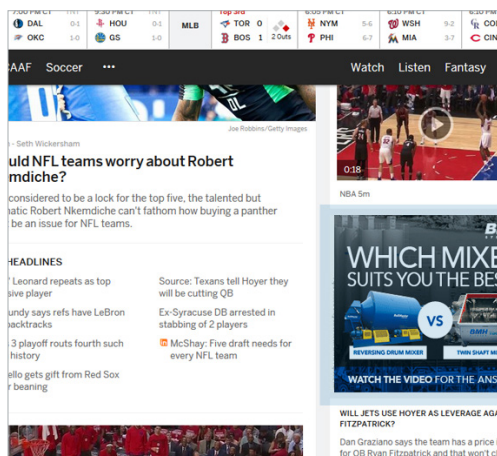 7:00 PM CT TNT
DAL 0-1
OKC 1-0
9:30 PM CT TNT
HOU 0-1
GS 1-0
MLB
Top 3rd
TOR 0
BOS 1 2 Outs
6:05 PM CT
NYM 5-6
PHI 6-7
6:10 PM CT
WSH 9-2
MIA 3-7
6:10 PM
COL
CIN
AAF Soccer •••
Watch Listen Fantasy
OL
Joe Robbins/Getty Images
- Seth Wickersham
uld NFL teams worry about Robert
mdiche?
considered to be a lock for the top five, the talented but
matic Robert Nkemdiche can't fathom how buying a panther
be an issue for NFL teams.
HEADLINES
' Leonard repeats as top
sive player
undy says refs have LeBron
backtracks
3 playoff routs fourth such
history
ello gets gift from Red Sox
r beaning
Source: Texans tell Hoyer they
will be cutting QB
Ex-Syracuse DB arrested in
stabbing of 2 players
McShay: Five draft needs for
every NFL team
0:18
NBA 5m
WHICH MIXE
SUITS YOU THE BES
VS
BMH
REVERSING DRUM MIXER
TWIN SHAFT M
WATCH THE VIDEO FOR THE ANS
WILL JETS USE HOYER AS LEVERAGE AGA
FITZPATRICK?
Dan Graziano says the team has a price i
for QB Ryan Fitzpatrick and that won't c